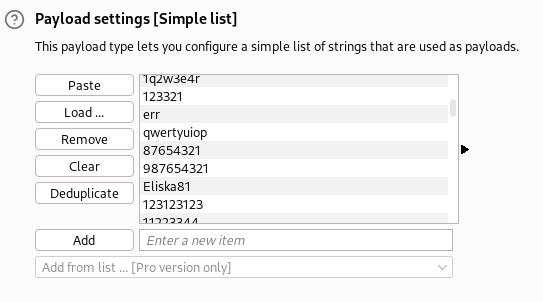 Payload settings [Simple list]
This payload type lets you configure a simple list of strings that are used as payloads.
Paste
Load ...
Remove
Clear
Deduplicate
1q2w3e4r
123321
err
qwertyuiop
87654321
987654321
Eliska81
123123123
11223344
Add
Enter a new item
Add from list ... [Pro version only]